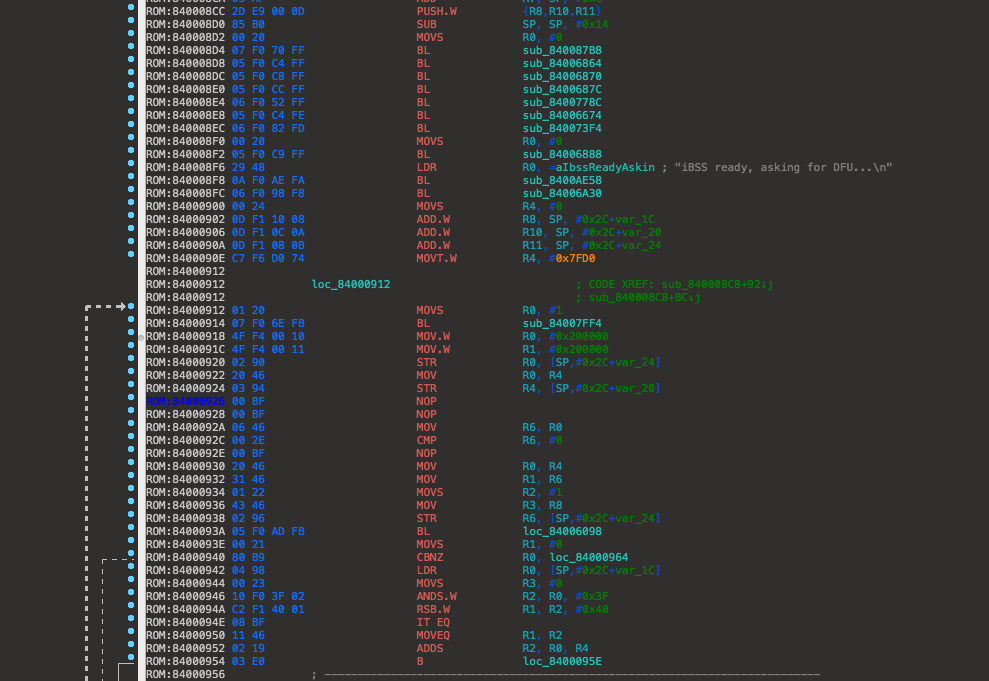 ROM:840008CC 2D E9 00 0D PUSH.W {R8,R10,R11}
ROM:840008D0 85 B0 SUB SP, SP, #0x14
ROM:840008D2 00 20 MOVS R0, #0
ROM:840008D4 07 F0 70 FF BL sub_840087B8
ROM:840008D8 05 F0 C4 FF BL sub_84006864
ROM:840008DC 05 F0 C8 FF BL sub_84006870
ROM:840008E0 05 F0 CC FF BL sub_8400687C
ROM:840008E4 06 F0 52 FF BL sub_8400778C
ROM:840008E8 05 F0 C4 FE BL sub_84006674
ROM:840008EC 06 F0 82 FD BL sub_840073F4
ROM:840008F0 00 20 MOVS R0, #0
ROM:840008F2 05 F0 C9 FF BL sub_84006888
ROM:840008F6 29 48 LDR R0, =aIbssReadyAskin ; "iBSS ready, asking for DFU...\n"
ROM:840008F8 0A F0 AE FA BL sub_8400AE58
ROM:840008FC 06 F0 98 F8 BL sub_84006A30
ROM:84000900 00 24 MOVS R4, #0
ROM:84000902 0D F1 10 08 ADD.W R8, SP, #0x2C+var_1C
ROM:84000906 0D F1 0C 0A ADD.W R10, SP, #0x2C+var_20
ROM:8400090A 0D F1 08 0B ADD.W R11, SP, #0x2C+var_24
ROM:8400090E C7 F6 D0 74 MOVT.W R4, #0x7FD0
ROM:84000912
ROM:84000912 loc_84000912 ; CODE XREF: sub_840008C8+92↓j
ROM:84000912 ; sub_840008C8+BC↓j
ROM:84000912 01 20 MOVS R0, #1
ROM:84000914 07 F0 6E FB BL sub_84007FF4
ROM:84000918 4F F4 00 10 MOV.W R0, #0x200000
ROM:8400091C 4F F4 00 11 MOV.W R1, #0x200000
ROM:84000920 02 90 STR R0, [SP,#0x2C+var_24]
ROM:84000922 20 46 MOV R0, R4
ROM:84000924 03 94 STR R4, [SP,#0x2C+var_20]
ROM:84000926 00 BF NOP
ROM:84000928 00 BF NOP
ROM:8400092A 06 46 MOV R6, R0
ROM:8400092C 00 2E CMP R6, #0
ROM:8400092E 00 BF NOP
ROM:84000930 20 46 MOV R0, R4
ROM:84000932 31 46 MOV R1, R6
ROM:84000934 01 22 MOVS R2, #1
ROM:84000936 43 46 MOV R3, R8
ROM:84000938 02 96 STR R6, [SP,#0x2C+var_24]
ROM:8400093A 05 F0 AD FB BL loc_84006098
ROM:8400093E 00 21 MOVS R1, #0
ROM:84000940 80 B9 CBNZ R0, loc_84000964
ROM:84000942 04 98 LDR R0, [SP,#0x2C+var_1C]
ROM:84000944 00 23 MOVS R3, #0
ROM:84000946 10 F0 3F 02 ANDS.W R2, R0, #0x3F
ROM:8400094A C2 F1 40 01 RSB.W R1, R2, #0x40
ROM:8400094E 08 BF IT EQ
ROM:84000950 11 46 MOVEQ R1, R2
ROM:84000952 02 19 ADDS R2, R0, R4
ROM:84000954 03 E0 B loc_8400095E
ROM:84000956 ;